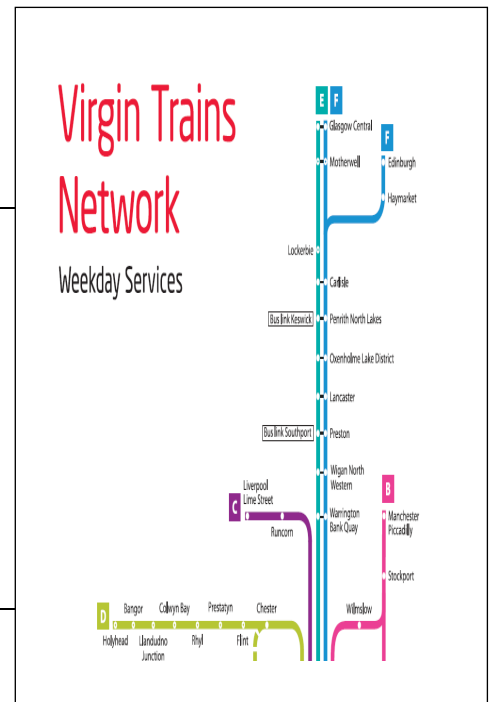 Virgin Trains
Network
Weekday Services
E F
Glasgow Central
F
Motherwell
Edinburgh
Haymarket
Lockerbie
Carlisle
Bus link Keswick
Penrith North Lakes
Oxenholme Lake District
Lancaster
Bus link Southport
Preston
Wigan North
Western
B
Liverpool
Lime Street
C
Warrington
Bank Quay
Manchester
Piccadilly
Runcorn
Stockport
D
Bangor
Colwyn Bay
Prestatyn
Chester
Wilmslow
Holyhead
Llandudno
Junction
Rhyl
Flint